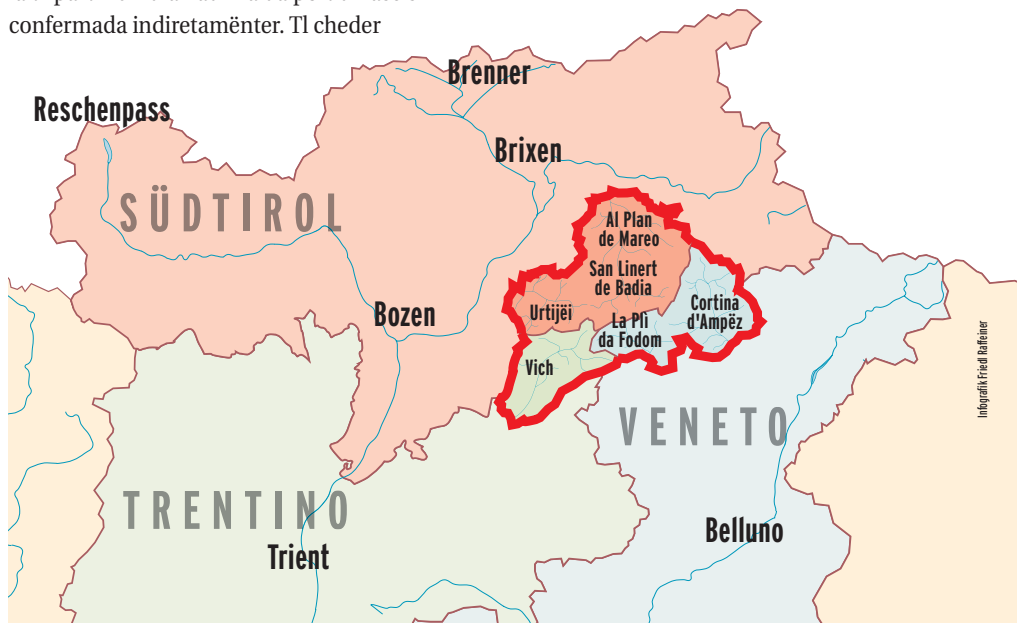 confermada indiretamënter. Tl cheder
Brenner
Reschenpass
Brixen
SÜDTIROL
Al Plan
de Mareo
San Linert
de Badia
Urtijëi
Cortina
d'Ampëz
La Plì
da Fodom
Bozen
Vich
VENETO
TRENTINO
Trient
Belluno
Infografik Friedl Raffeiner